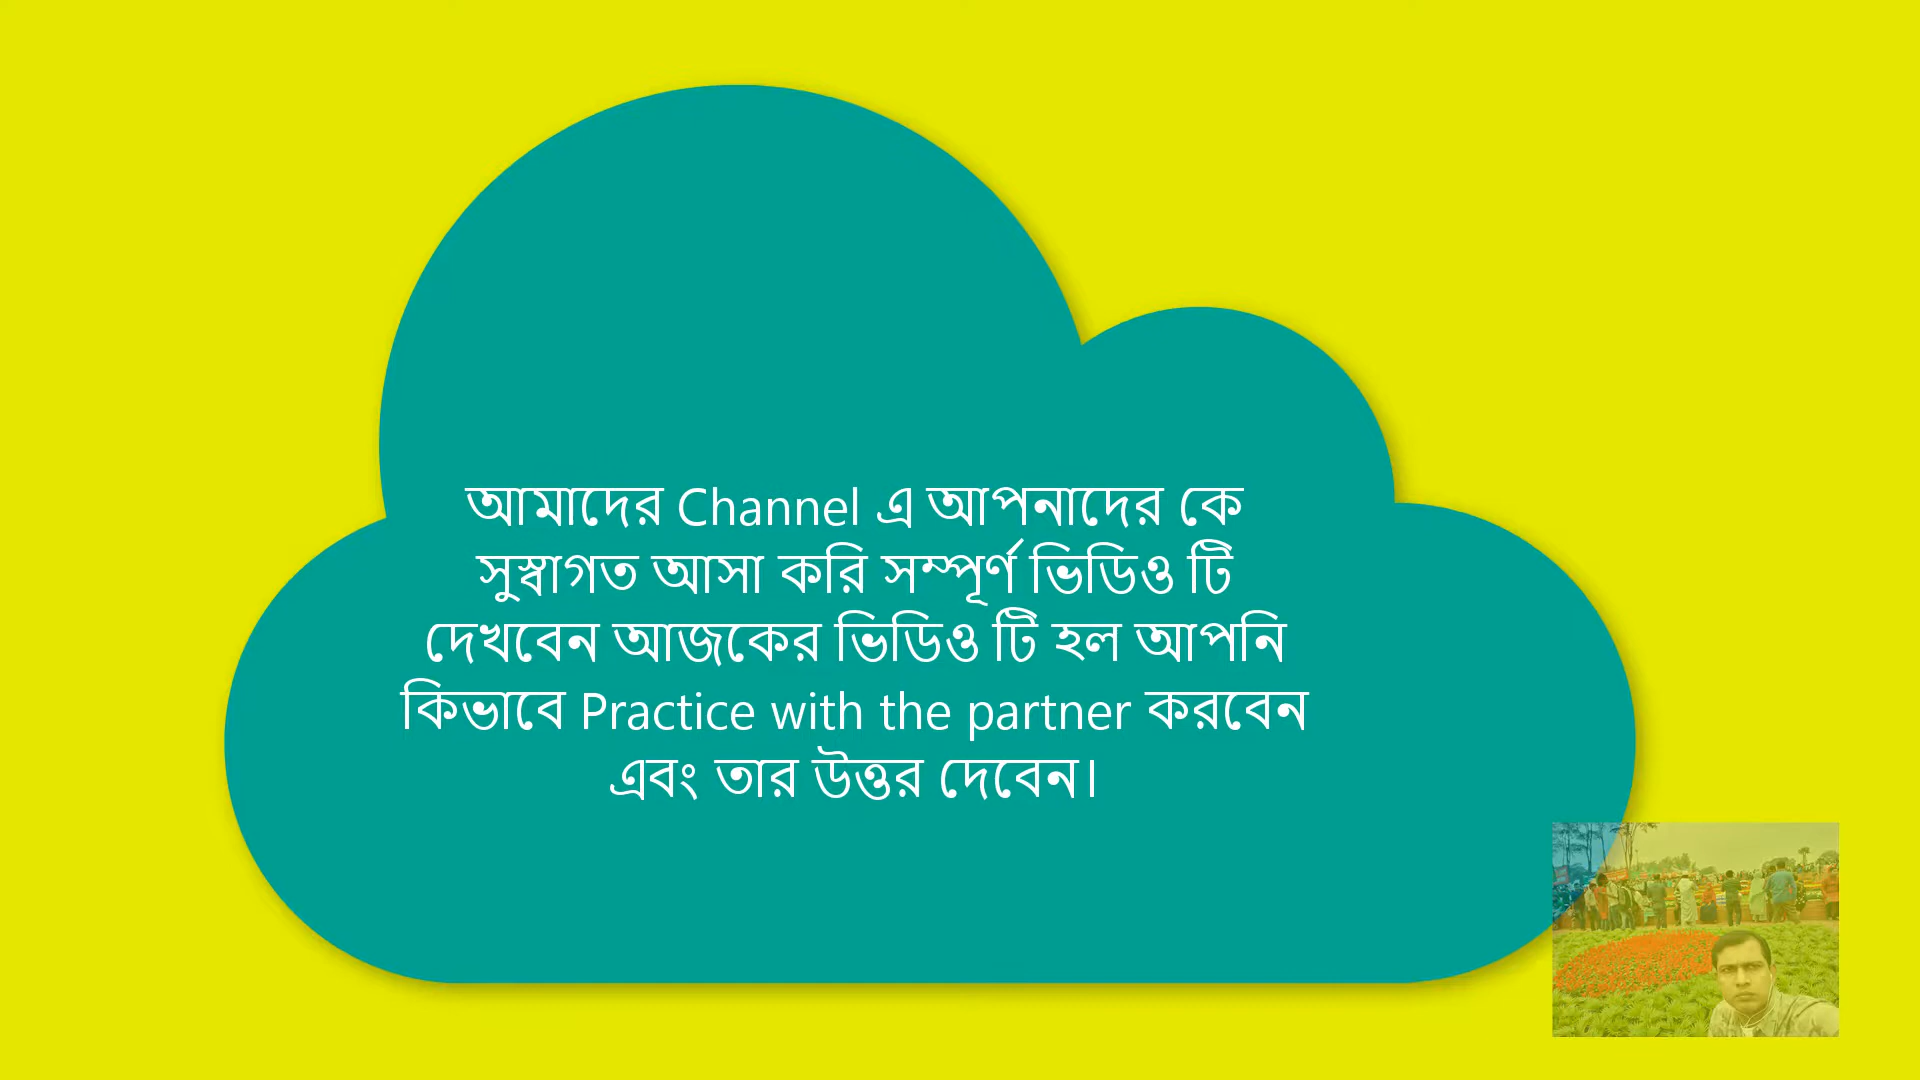 আমাদের Channel এ আপনাদের কে
সুস্বাগত আসা করি সম্পূর্ণ ভিডিও টি
দেখবেন আজকের ভিডিও টি হল আপনি
কিভাবে Practice with the partner করবেন
এবং তার উত্তর দেবেন।